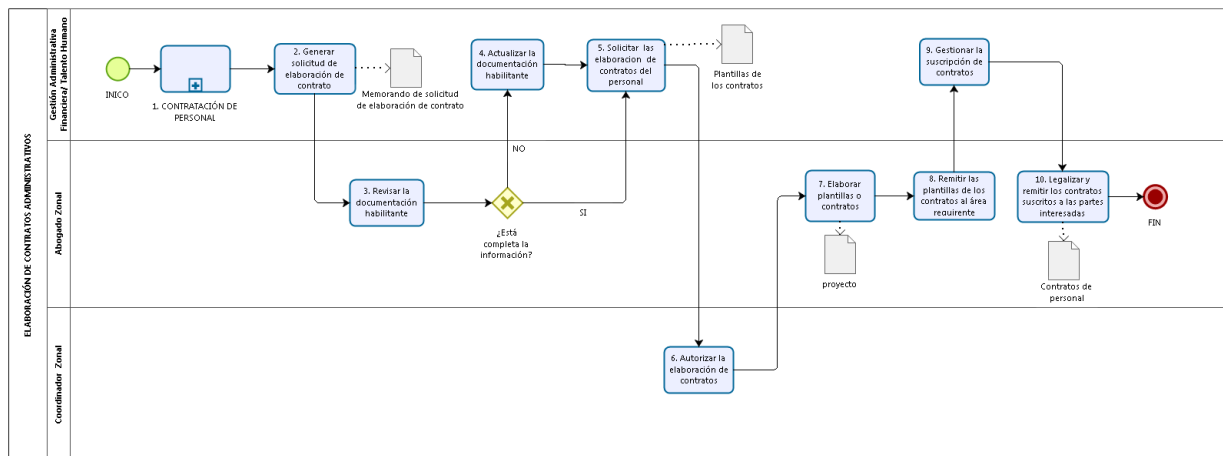 ELABORACIÓN DE CONTRATOS ADMINISTRATIVOS
Gestión Administrativa
Financiera/ Talento Humano
INICO
1. CONTRATACIÓN DE
PERSONAL
2. Generar
solicitud de
elaboración de
contrato
Memorando de solicitud
de elaboración de contrato
4. Actualizar la
documentación
habilitante
5. Solicitar las
elaboracion de
contratos del
personal
Plantillas de
los contratos
9. Gestionar la
suscripción de
contratos
Abogado Zonal
3. Revisar la
documentación
habilitante
NO
¿Está
completa la
información?
SI
7. Elaborar
plantillas o
contratos
proyecto
8. Remitir las
plantillas de los
contratos al área
requirente
10. Legalizar y
remitir los contratos
suscritos a las partes
interesadas
Contratos de
personal
FIN
Coordinador Zonal
6. Autorizar la
elaboración de
contratos